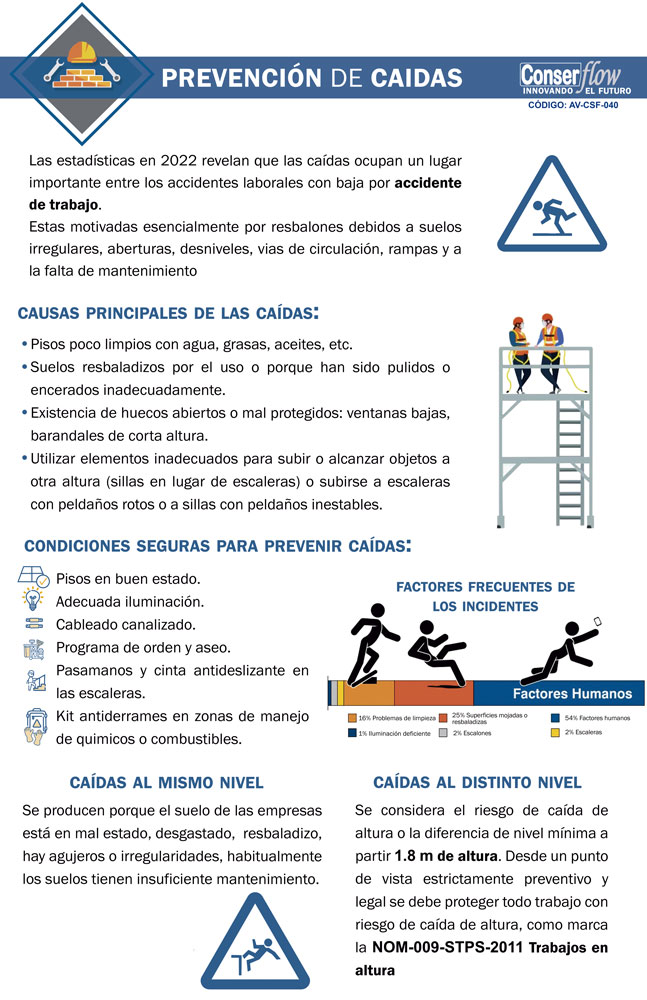 PREVENCIÓN DE CAIDAS
Conserflow
INNOVANDO EL FUTURO
CÓDIGO: AV-CSF-040
Las estadísticas en 2022 revelan que las caídas ocupan un lugar
importante entre los accidentes laborales con baja por accidente
de trabajo.
Estas motivadas esencialmente por resbalones debidos a suelos
irregulares, aberturas, desniveles, vias de circulación, rampas y a
la falta de mantenimiento
CAUSAS PRINCIPALES DE LAS CAÍDAS:
• Pisos poco limpios con agua, grasas, aceites, etc.
• Suelos resbaladizos por el uso o porque han sido pulidos o
encerados inadecuadamente.
• Existencia de huecos abiertos o mal protegidos: ventanas bajas,
barandales de corta altura.
• Utilizar elementos inadecuados para subir o alcanzar objetos a
otra altura (sillas en lugar de escaleras) o subirse a escaleras
con peldaños rotos o a sillas con peldaños inestables.
CONDICIONES SEGURAS PARA PREVENIR CAÍDAS:
Pisos en buen estado.
Adecuada iluminación.
Cableado canalizado.
Programa de orden y aseo.
Pasamanos y cinta antideslizante en
las escaleras.
Kit antiderrames en zonas de manejo
de quimicos o combustibles.
FACTORES FRECUENTES DE
LOS INCIDENTES
Factores Humanos
16% Problemas de limpieza
25% Superficies mojadas o
resbaladizas
54% Factores humanos
1% Iluminación deficiente
2% Escalones
2% Escaleras
CAÍDAS AL MISMO NIVEL
Se producen porque el suelo de las empresas
está en mal estado, desgastado, resbaladizo,
hay agujeros o irregularidades, habitualmente
los suelos tienen insuficiente mantenimiento.
CAÍDAS AL DISTINTO NIVEL
Se considera el riesgo de caída de
altura o la diferencia de nivel mínima a
partir 1.8 m de altura. Desde un punto
de vista estrictamente preventivo y
legal se debe proteger todo trabajo con
riesgo de caída de altura, como marca
la NOM-009-STPS-2011 Trabajos en
altura